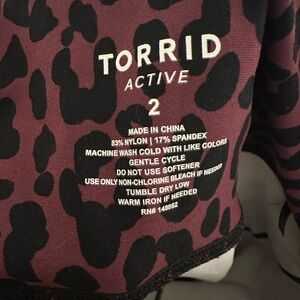 TORRID
ACTIVE
2
MADE IN CHINA
83% NYLON | 17% SPANDEX
MACHINE WASH COLD WITH LIKE COLORS
GENTLE CYCLE
DO NOT USE SOFTENER
USE ONLY NON-CHLORINE BLEACH IF NEEDED
TUMBLE DRY LOW
WARM IRON IF NEEDED
RN# 148862